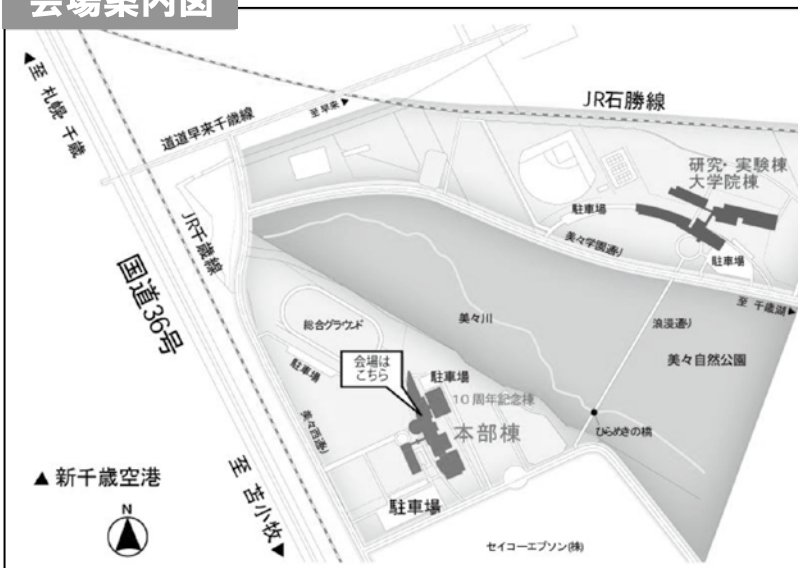 会場案内図
▲至 札幌・千歳
道道早来千歳線
至 早来▶
JR石勝線
研究・実験棟
大学院棟
駐車場
美々学園通り
駐車場
至 千歳湖▶
JR千歳線
国道36号
総合グラウンド
美々川
浪漫通り
美々自然公園
会場は
こちら
駐車場
駐車場
10周年記念棟
本部棟
美々西通り
ひらめきの橋
▲新千歳空港
N
至 苫小牧▼
駐車場
セイコーエプソン(株)